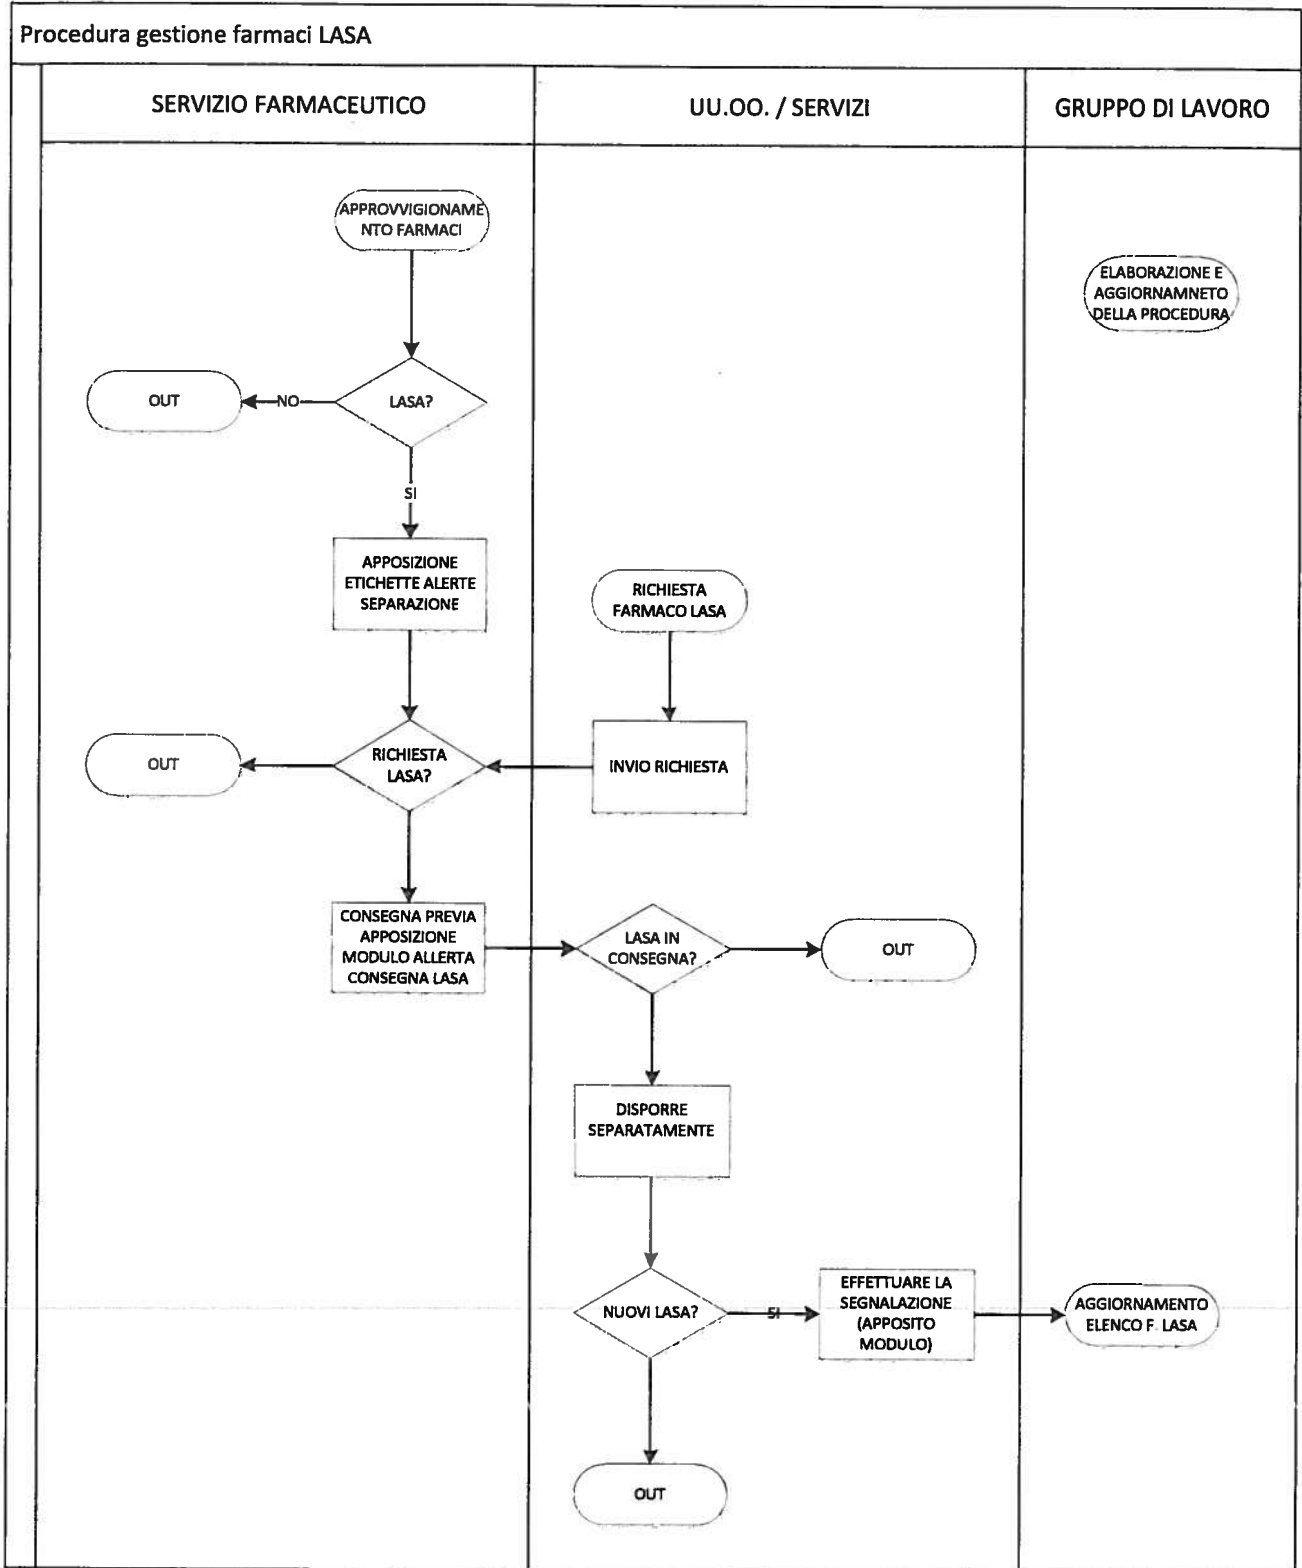 Procedura gestione farmaci LASA
SERVIZIO FARMACEUTICO
UU.OO. / SERVIZI
GRUPPO DI LAVORO
APPROVVIGIONAME
NTO FARMACI
ELABORAZIONE E
AGGIORNAMNETO
DELLA PROCEDURA
OUT
NO
LASA?
SI
APPOSIZIONE
ETICHETTE ALERTE
SEPARAZIONE
RICHIESTA
FARMACO LASA
OUT
RICHIESTA
LASA?
INVIO RICHIESTA
CONSEGNA PREVIA
APPOSIZIONE
MODULO ALLERTA
CONSEGNA LASA
LASA IN
CONSEGNA?
OUT
DISPORRE
SEPARATAMENTE
NUOVI LASA?
SI
EFFETTUARE LA
SEGNALAZIONE
(APPOSITO
MODULO)
AGGIORNAMENTO
ELENCO F. LASA
OUT